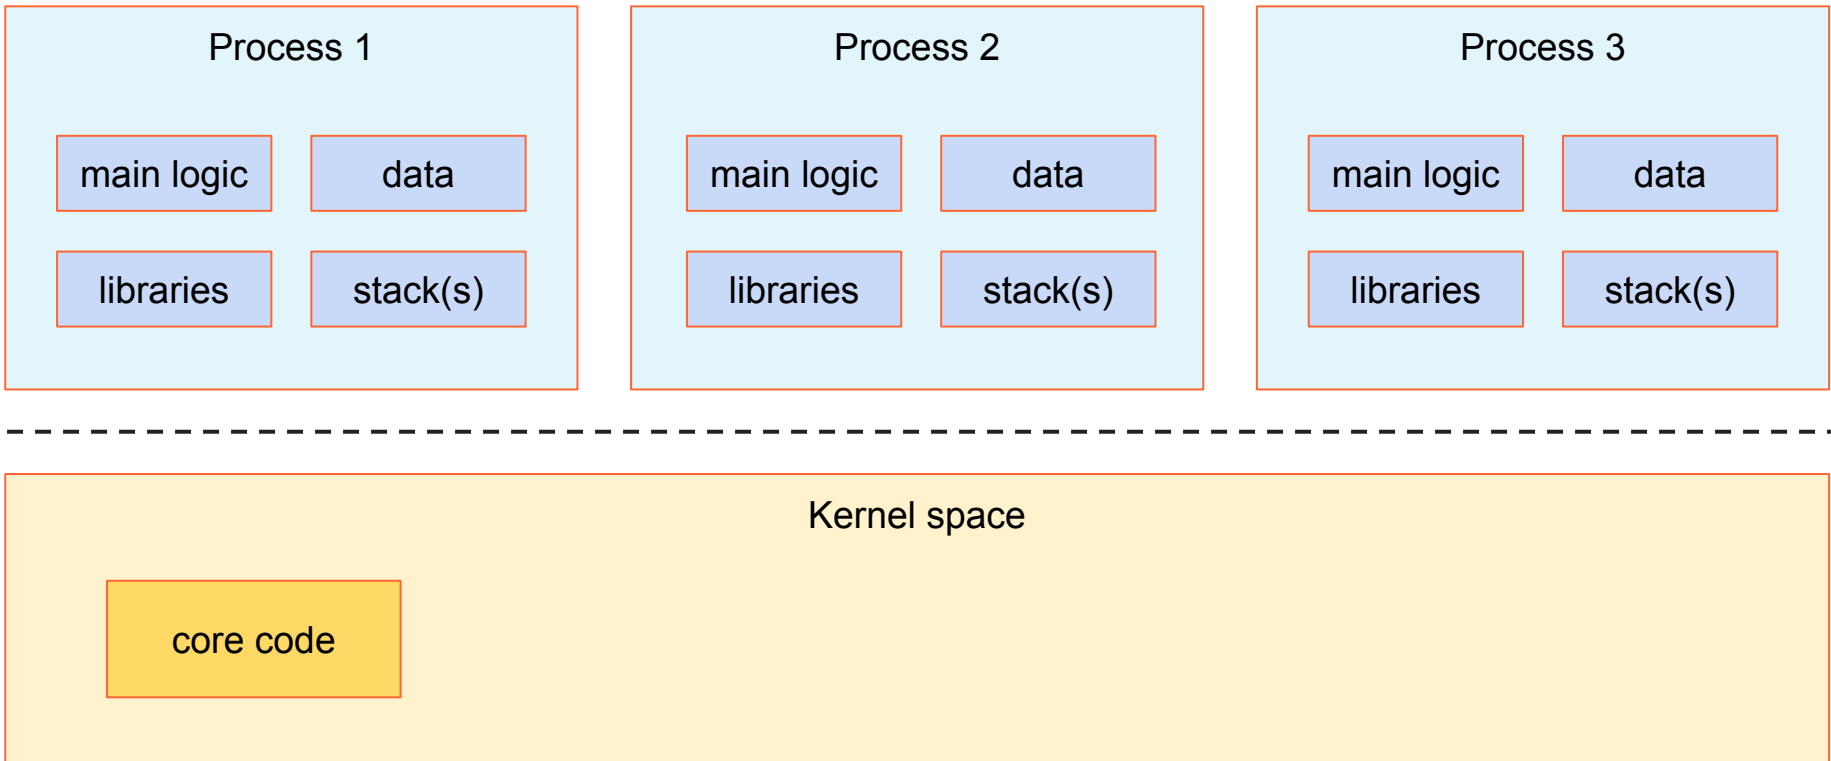 Process 1
Process 2
Process 3
main logic
data
main logic
data
main logic
data
libraries
stack(s)
libraries
stack(s)
libraries
stack(s)
Kernel space
core code